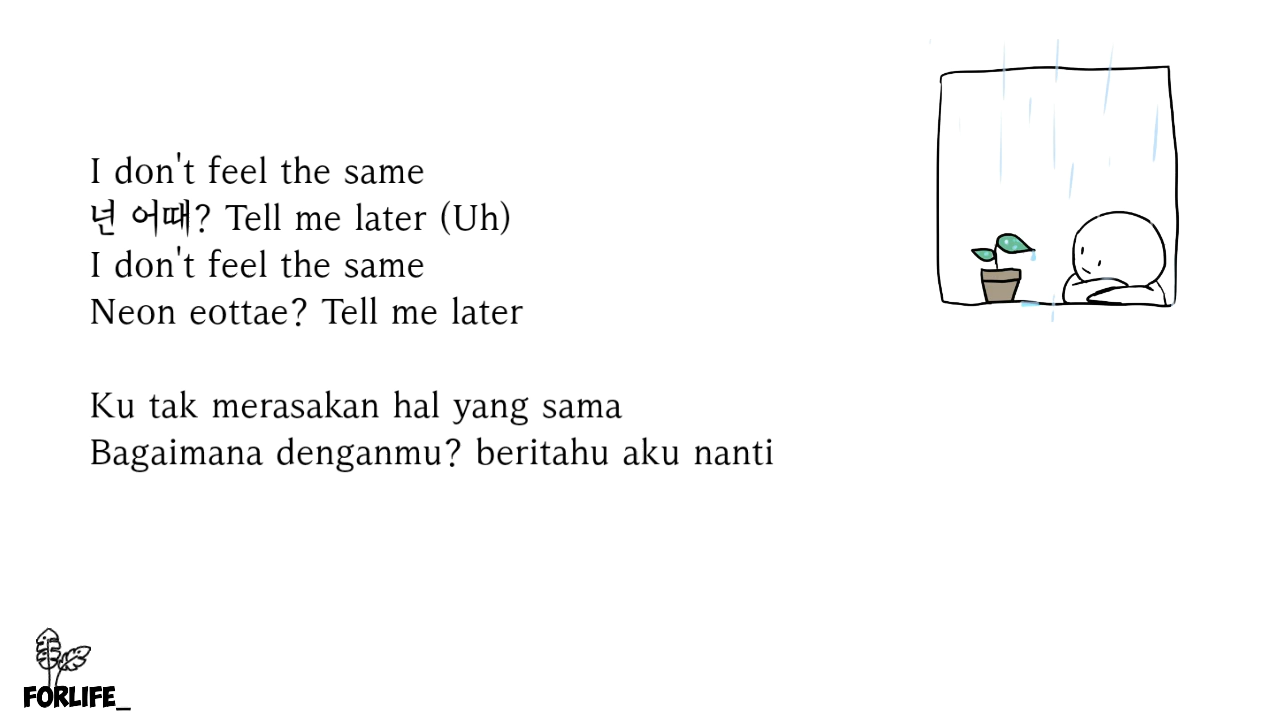 I don't feel the same
넌 어때? Tell me later (Uh)
I don't feel the same
Neon eottae? Tell me later
Ku tak merasakan hal yang sama
Bagaimana denganmu? beritahu aku nanti
FORLIFE_